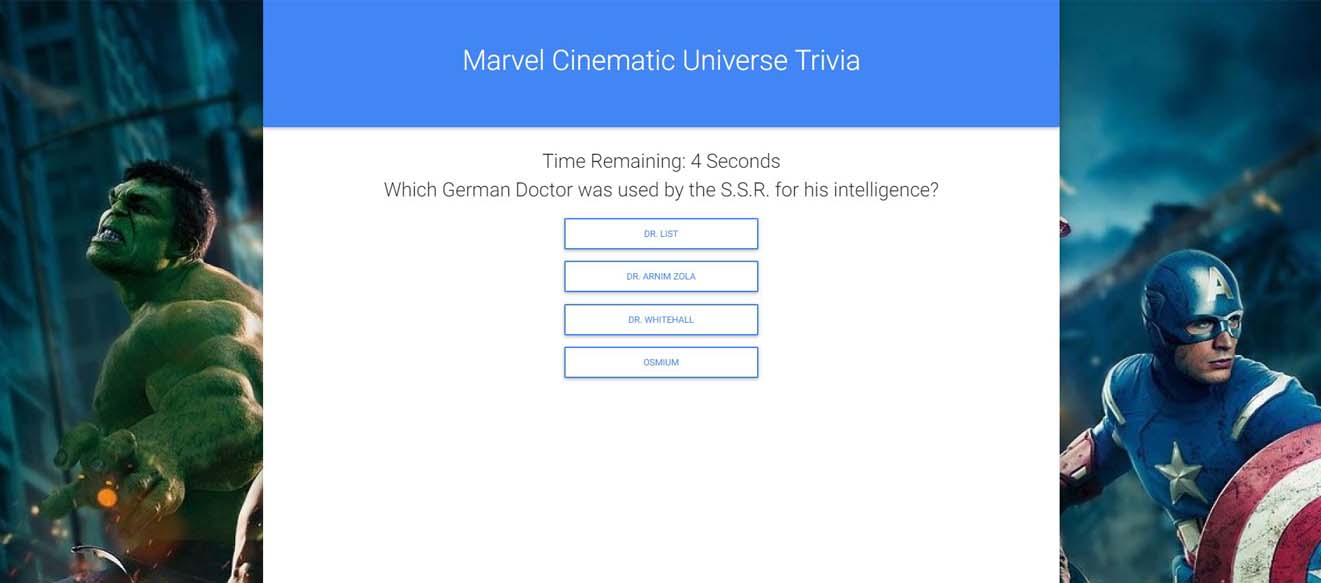 Marvel Cinematic Universe Trivia
Time Remaining: 4 Seconds
Which German Doctor was used by the S.S.R. for his intelligence?
DR. LIST
DR. ARNIM ZOLA
DR. WHITEHALL
OSMIUM
A